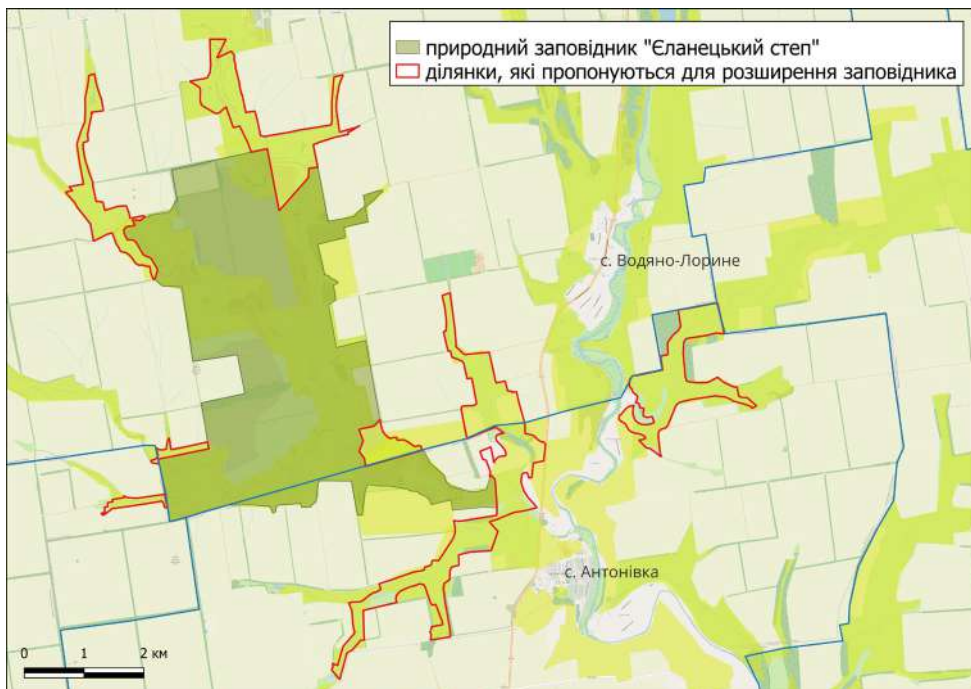 природний заповідник "Єланецький степ"
ділянки, які пропонуються для розширення заповідника
с. Водяно-Лорине
с. Антонівка
0 1 2 км